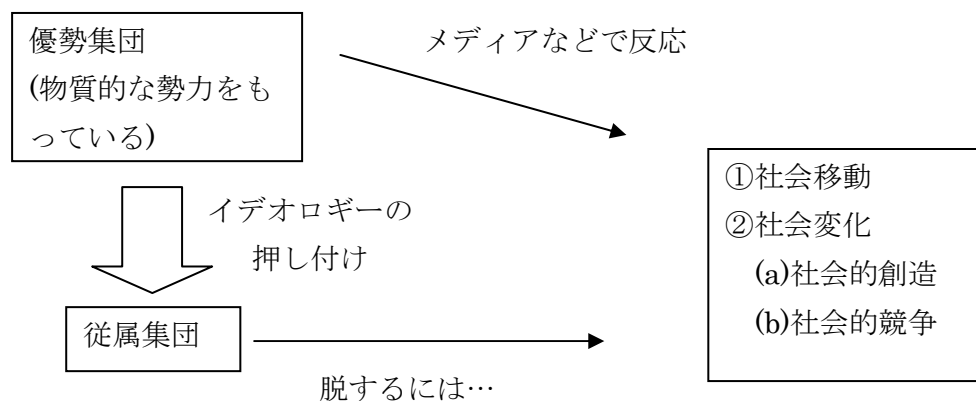 優勢集団
(物質的な勢力をも
っている)
メディアなどで反応
イデオロギーの
押し付け
従属集団
脱するには…
①社会移動
②社会変化
(a)社会的創造
(b)社会的競争